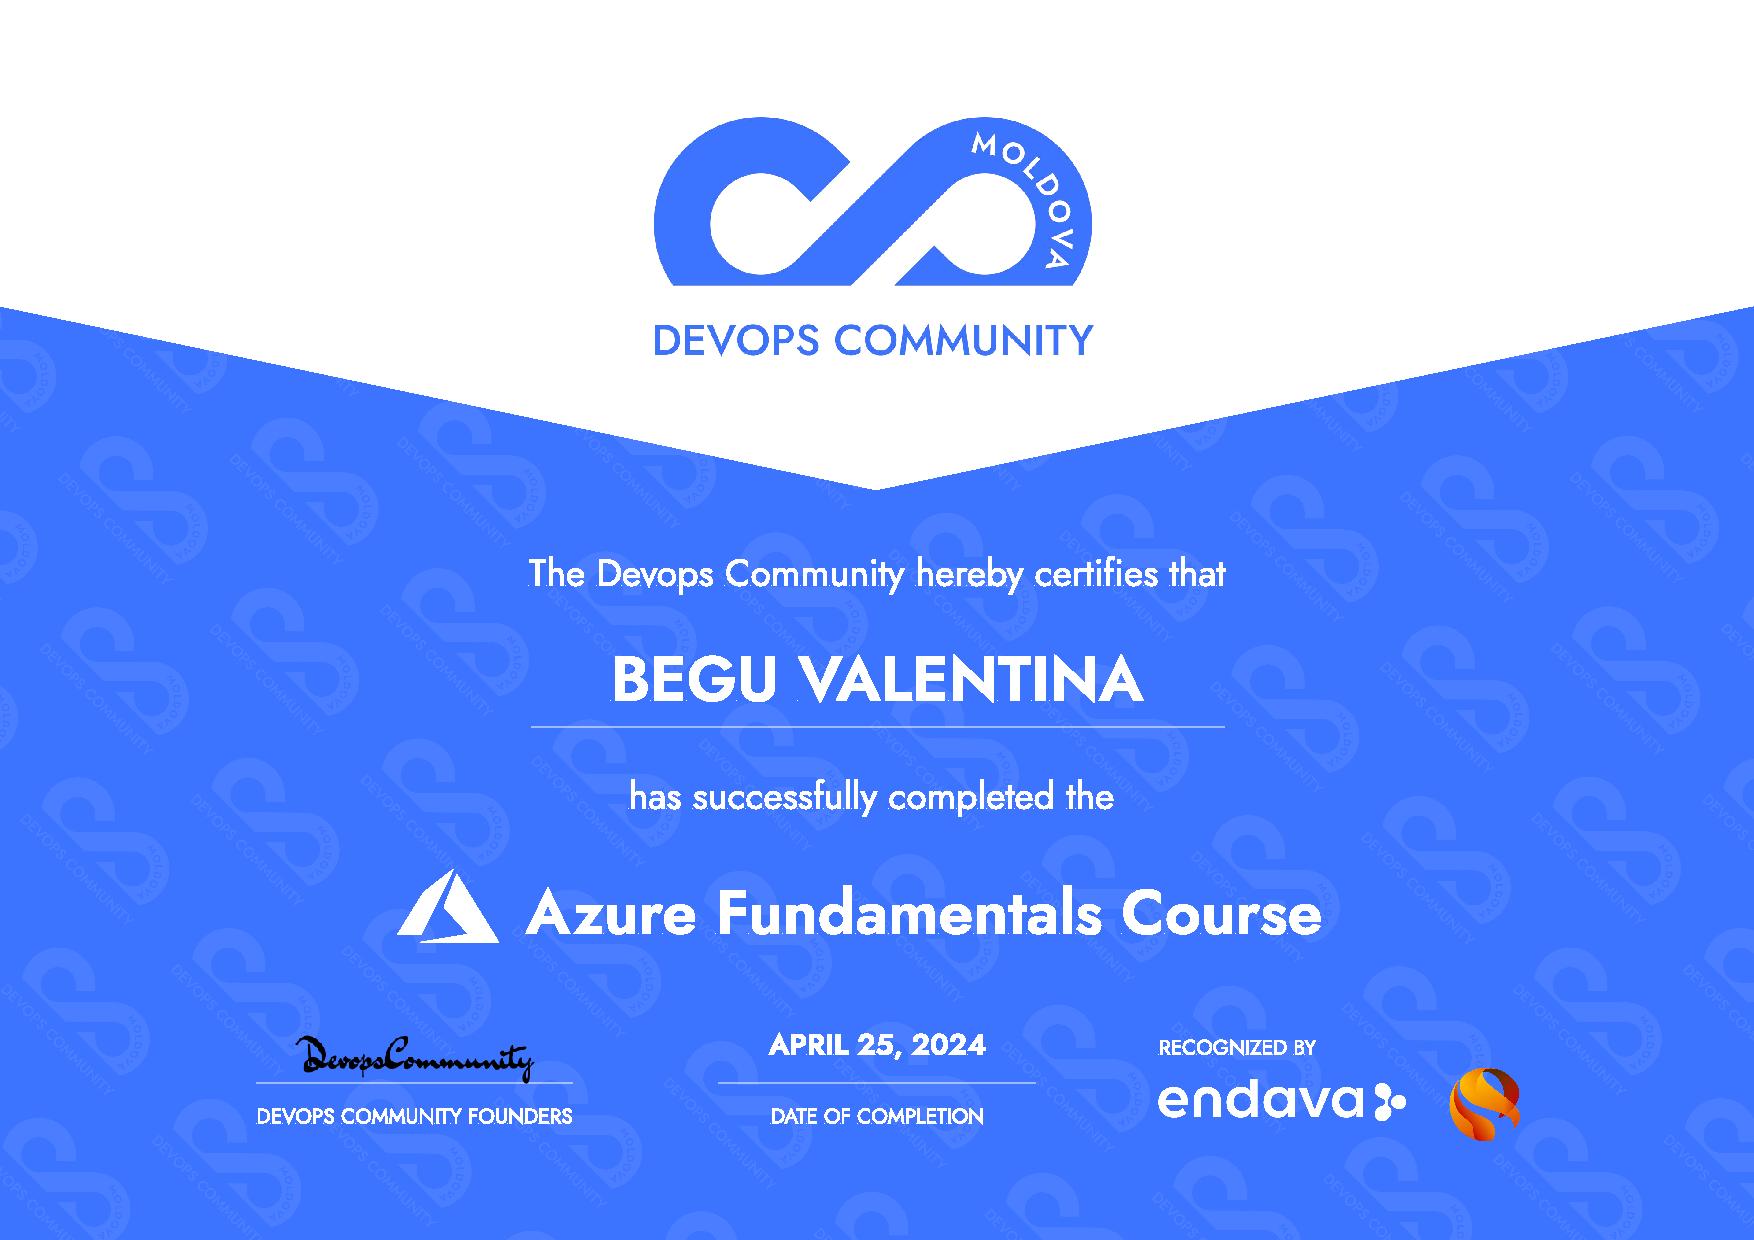 MOLDOVA
DEVOPS COMMUNITY
The Devops Community hereby certifies that
BEGU VALENTINA
has successfully completed the
Azure Fundamentals Course
DevopsCommunity
DEVOPS COMMUNITY FOUNDERS
APRIL 25, 2024
DATE OF COMPLETION
RECOGNIZED BY
endava